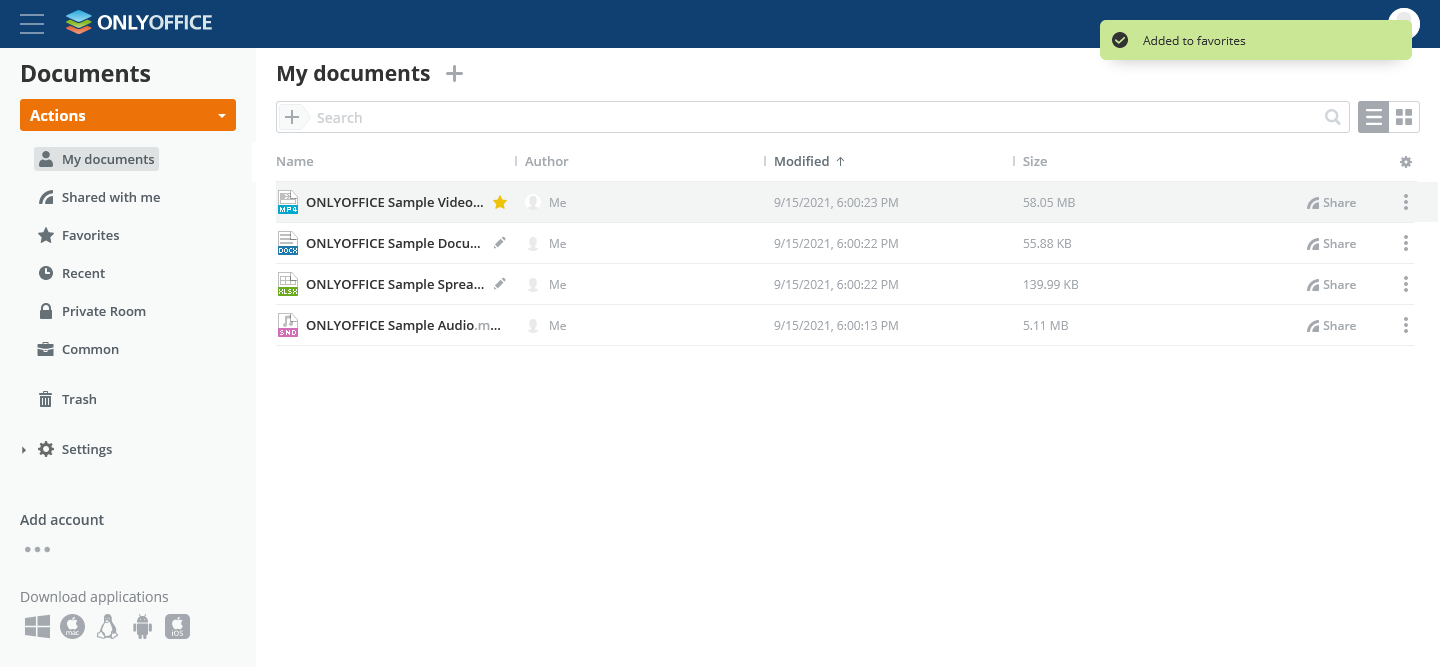 ONLYOFFICE
Added to favorites
Documents
Actions
My documents
Shared with me
Favorites
Recent
Private Room
Common
Trash
Settings
Add account
Download applications
mac
iOS
My documents
Search
Name Author Modified Size
MP4 ONLYOFFICE Sample Video... Me 9/15/2021, 6:00:23 PM 58.05 MB Share
DOCX ONLYOFFICE Sample Docu... Me 9/15/2021, 6:00:22 PM 55.88 KB Share
XLSX ONLYOFFICE Sample Sprea... Me 9/15/2021, 6:00:22 PM 139.99 KB Share
SND ONLYOFFICE Sample Audio.m... Me 9/15/2021, 6:00:13 PM 5.11 MB Share